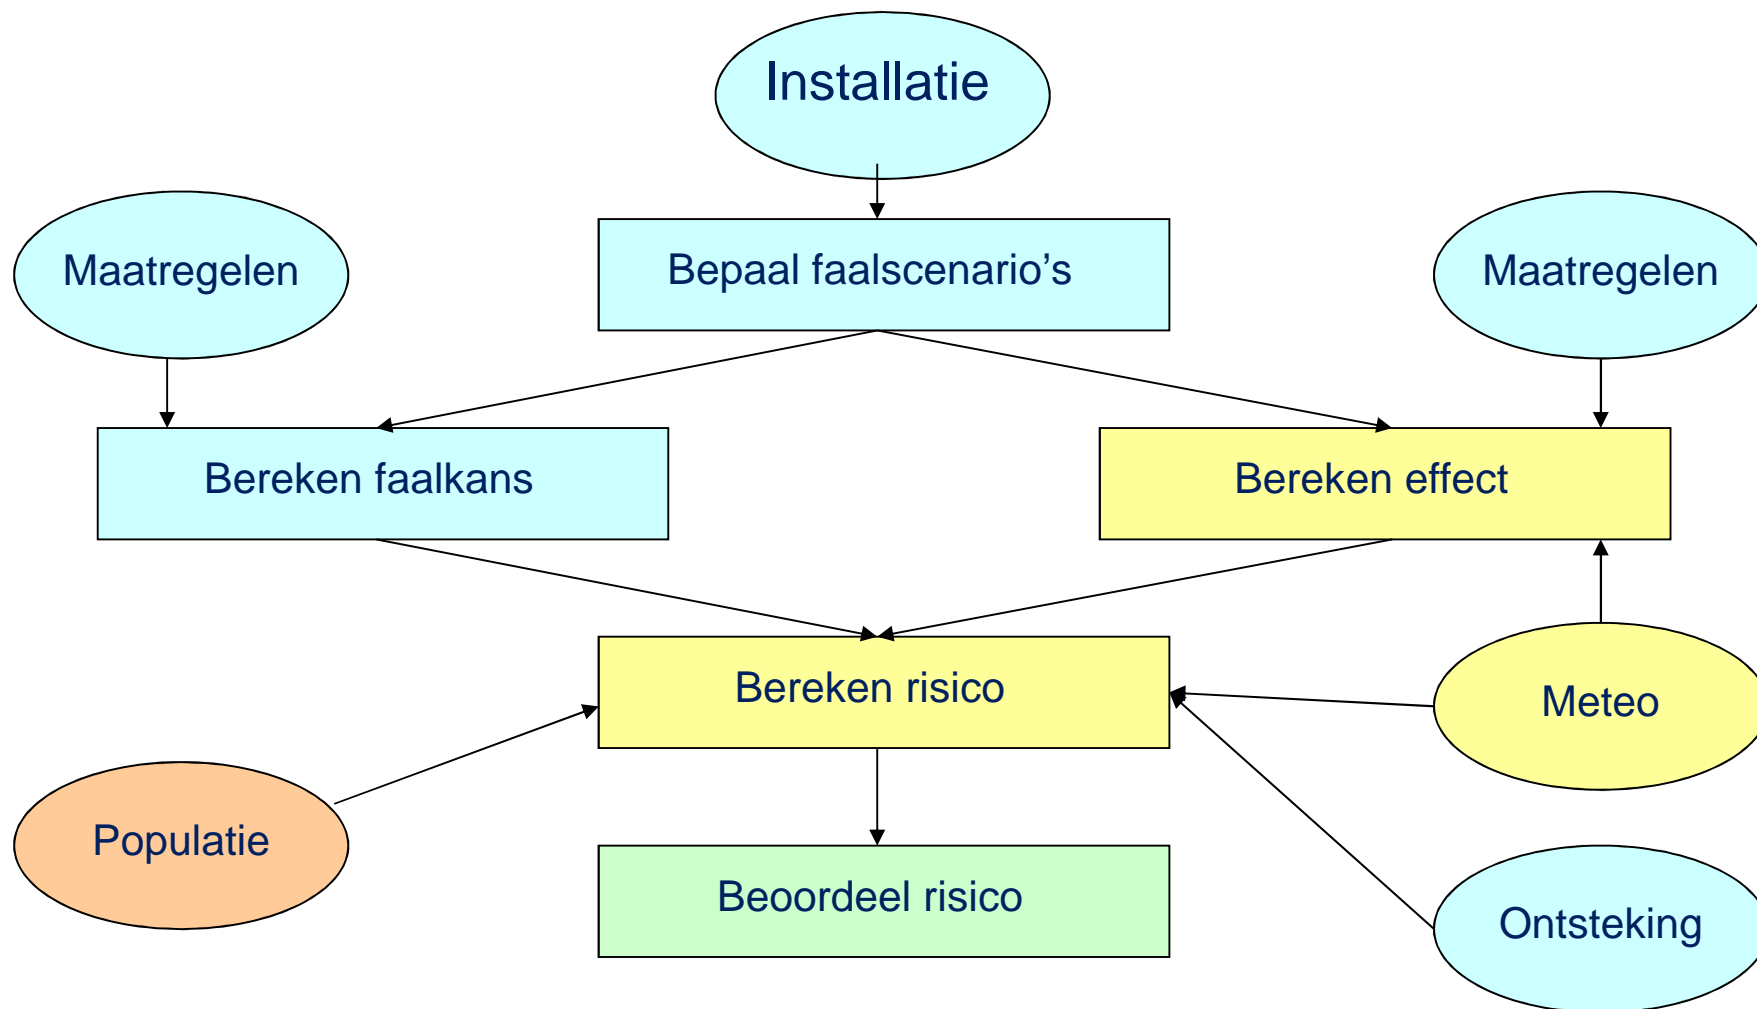 Installatie
Maatregelen
Bepaal faalscenario’s
Maatregelen
Bereken faalkans
Bereken effect
Bereken risico
Meteo
Populatie
Beoordeel risico
Ontsteking